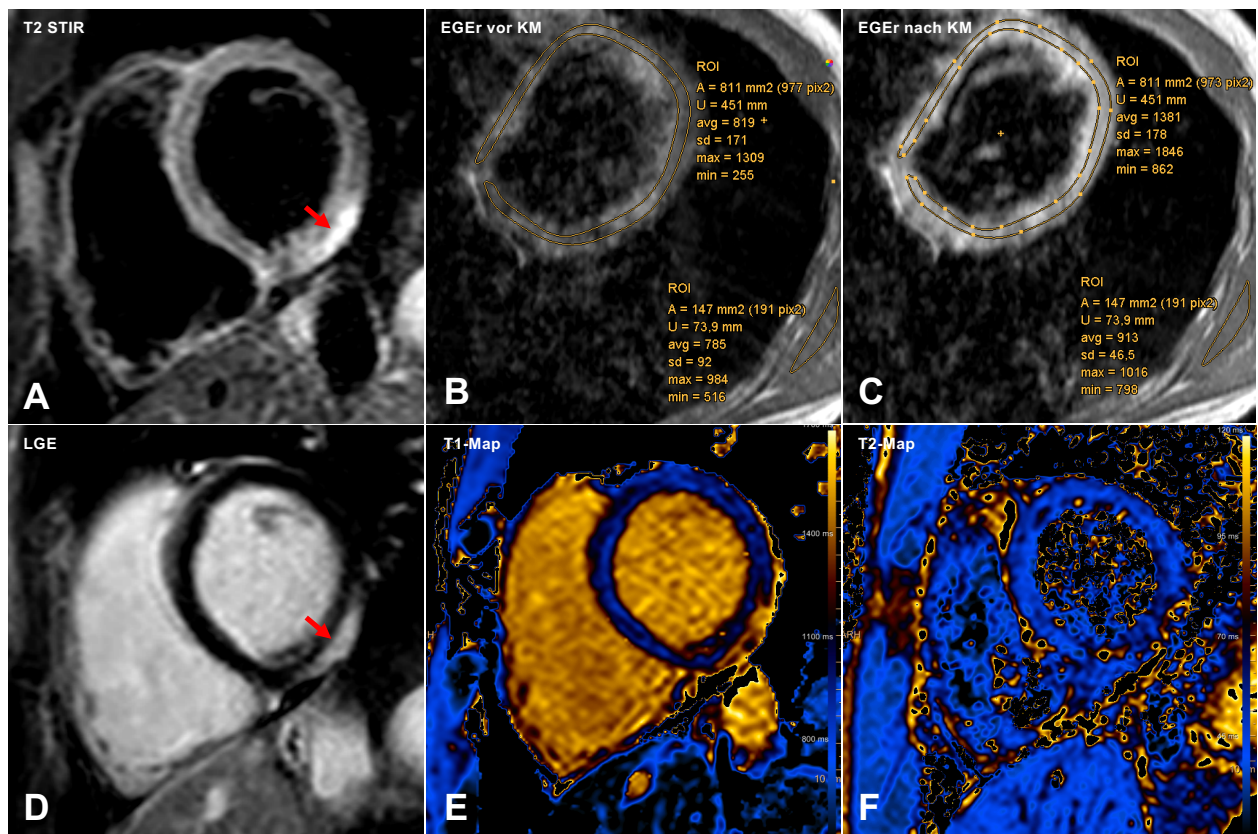 T2 STIR
A
EGEr vor KM
ROI
A = 811 mm2 (977 pix2)
U = 451 mm
avg = 819
sd = 171
max = 1309
min = 255
ROI
A = 147 mm2 (191 pix2)
U = 73,9 mm
avg = 785
sd = 92
max = 984
min = 516
B
EGEr nach KM
ROI
A = 811 mm2 (973 pix2)
U = 451 mm
avg = 1381
sd = 178
max = 1846
min = 862
ROI
A = 147 mm2 (191 pix2)
U = 73,9 mm
avg = 913
sd = 46,5
max = 1016
min = 798
C
LGE
D
T1-Map
1400 ms
1100 ms
800 ms
E
T2-Map
120 ms
95 ms
70 ms
F